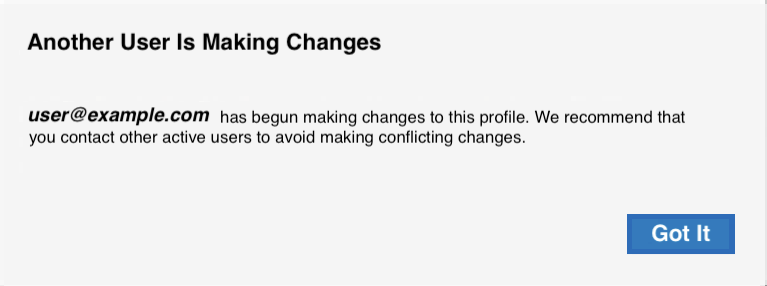 Another User Is Making Changes
user@example.com has begun making changes to this profile. We recommend that
you contact other active users to avoid making conflicting changes.
Got It